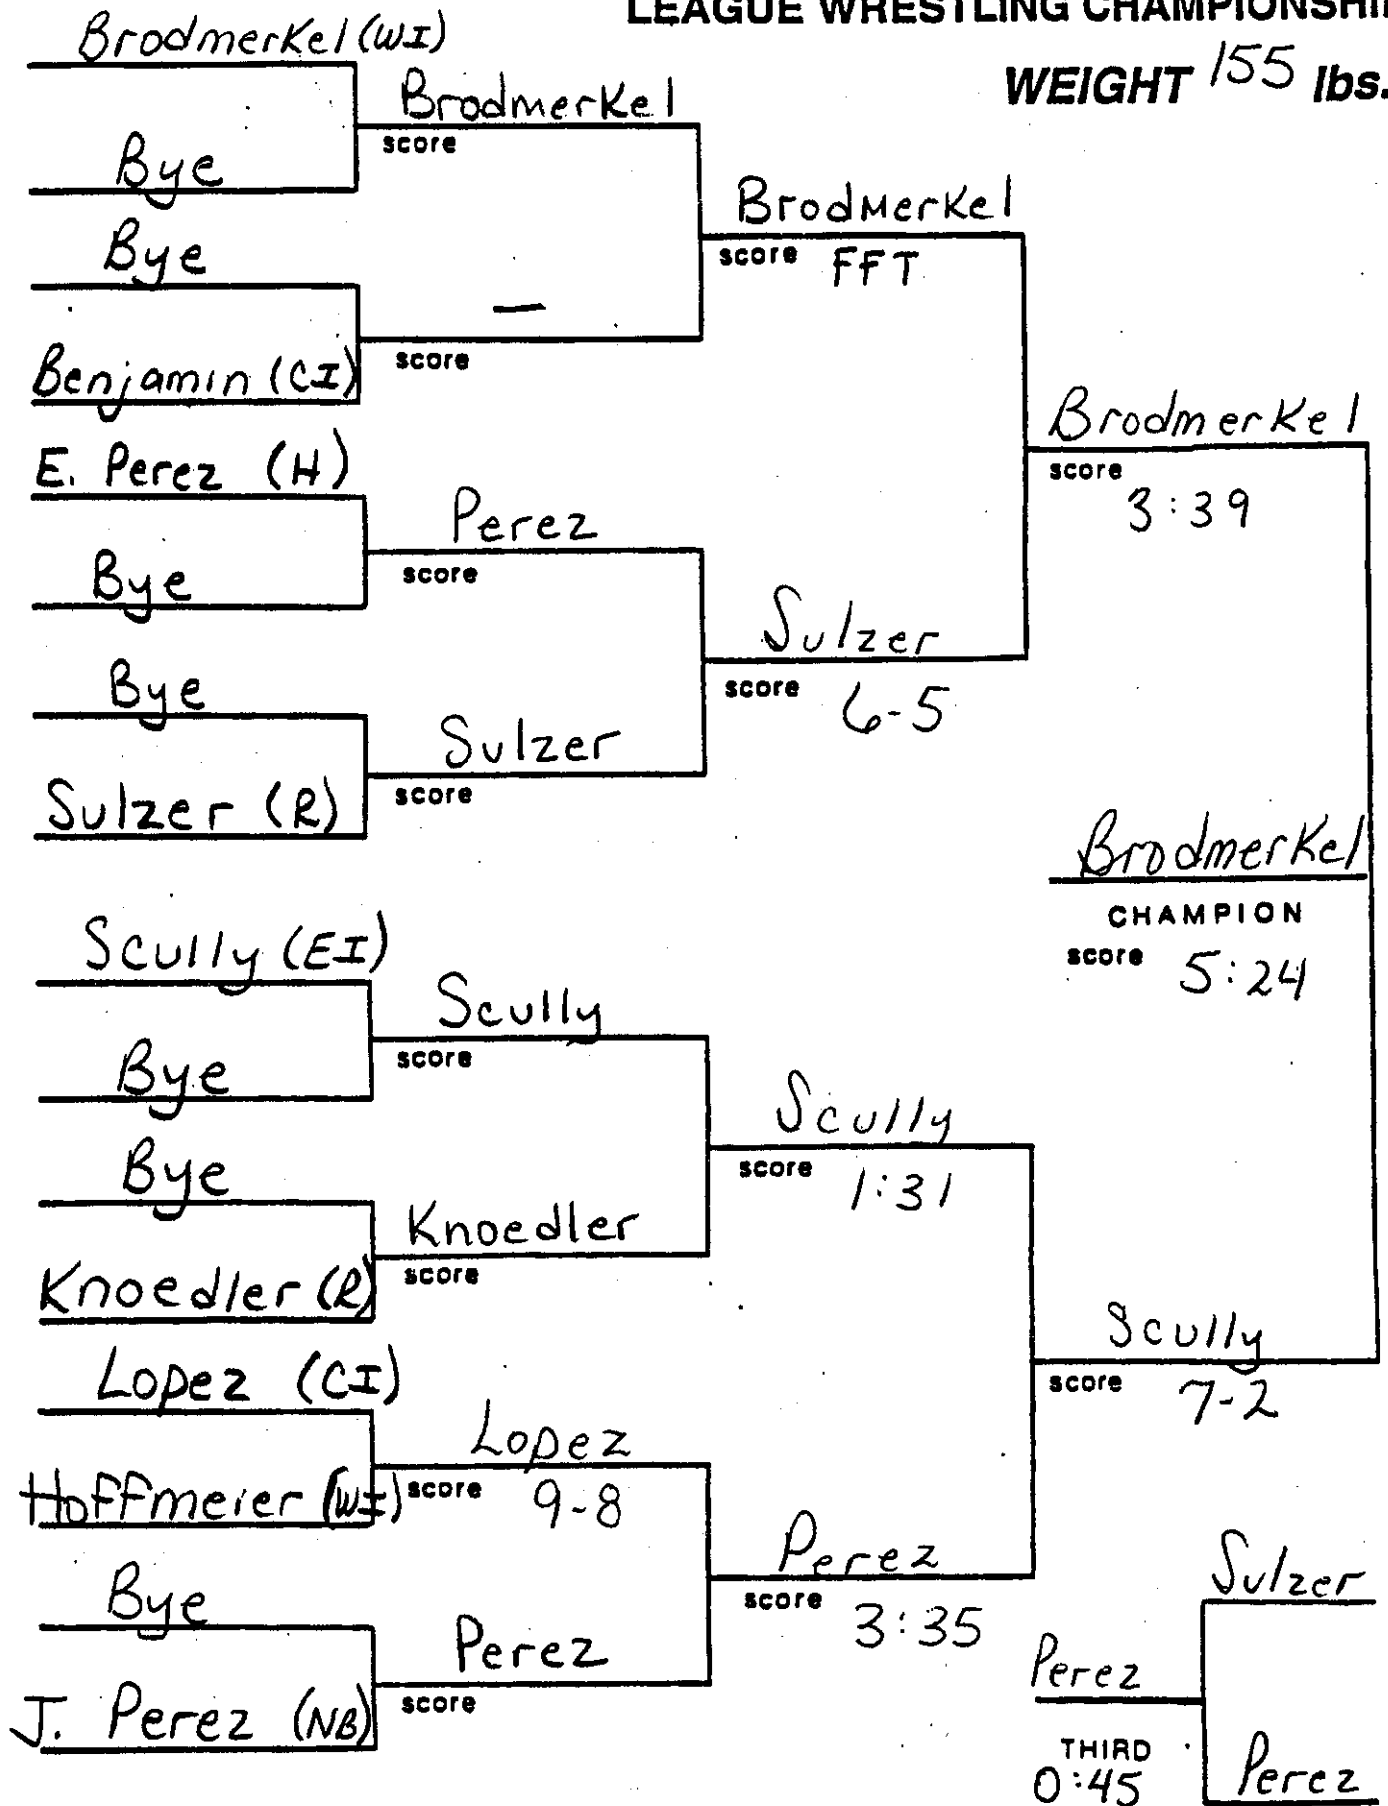 LEAGUE WRESTLING CHAMPIONSHI
WEIGHT 155 lbs.
Brodmerkel (WI)
Brodmerkel
score
Bye
Brodmerkel
score FFT
Bye
—
score
Benjamin (CI)
Brodmerkel
score
3:39
E. Perez (H)
Perez
score
Bye
Sulzer
score 6-5
Bye
Sulzer
score
Sulzer (R)
Brodmerkel
CHAMPION
score 5:24
Scully (EI)
Scully
score
Bye
Scully
score 1:31
Bye
Knoedler
score
Knoedler (R)
Scully
score 7-2
Lopez (CI)
Lopez
score 9-8
Hoffmeier (WI)
Perez
score 3:35
Bye
Perez
score
J. Perez (NB)
Sulzer
Perez
THIRD
0:45
Perez